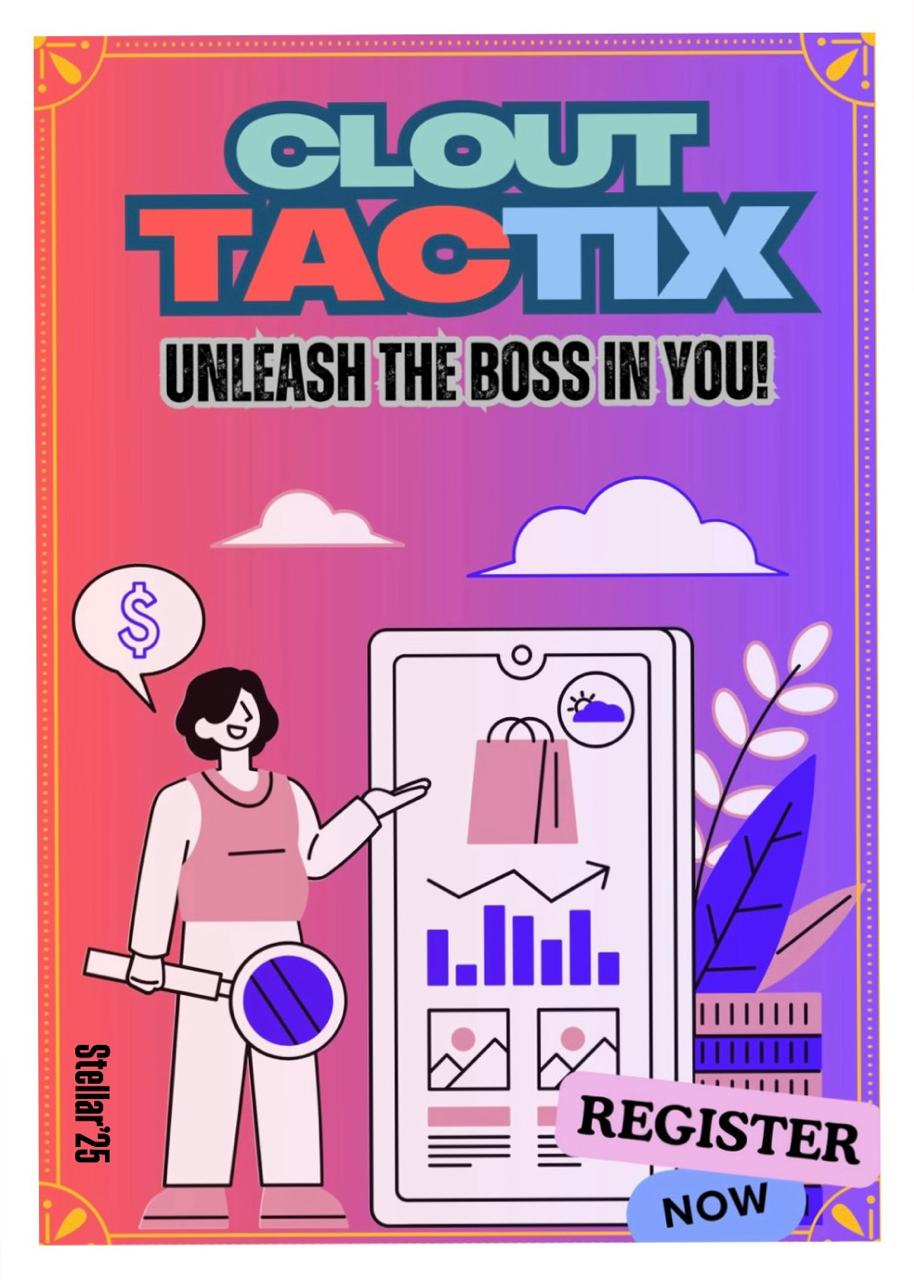 CLOUT
TACTIX
UNLEASH THE BOSS IN YOU!
$
Stellar'25
REGISTER
NOW